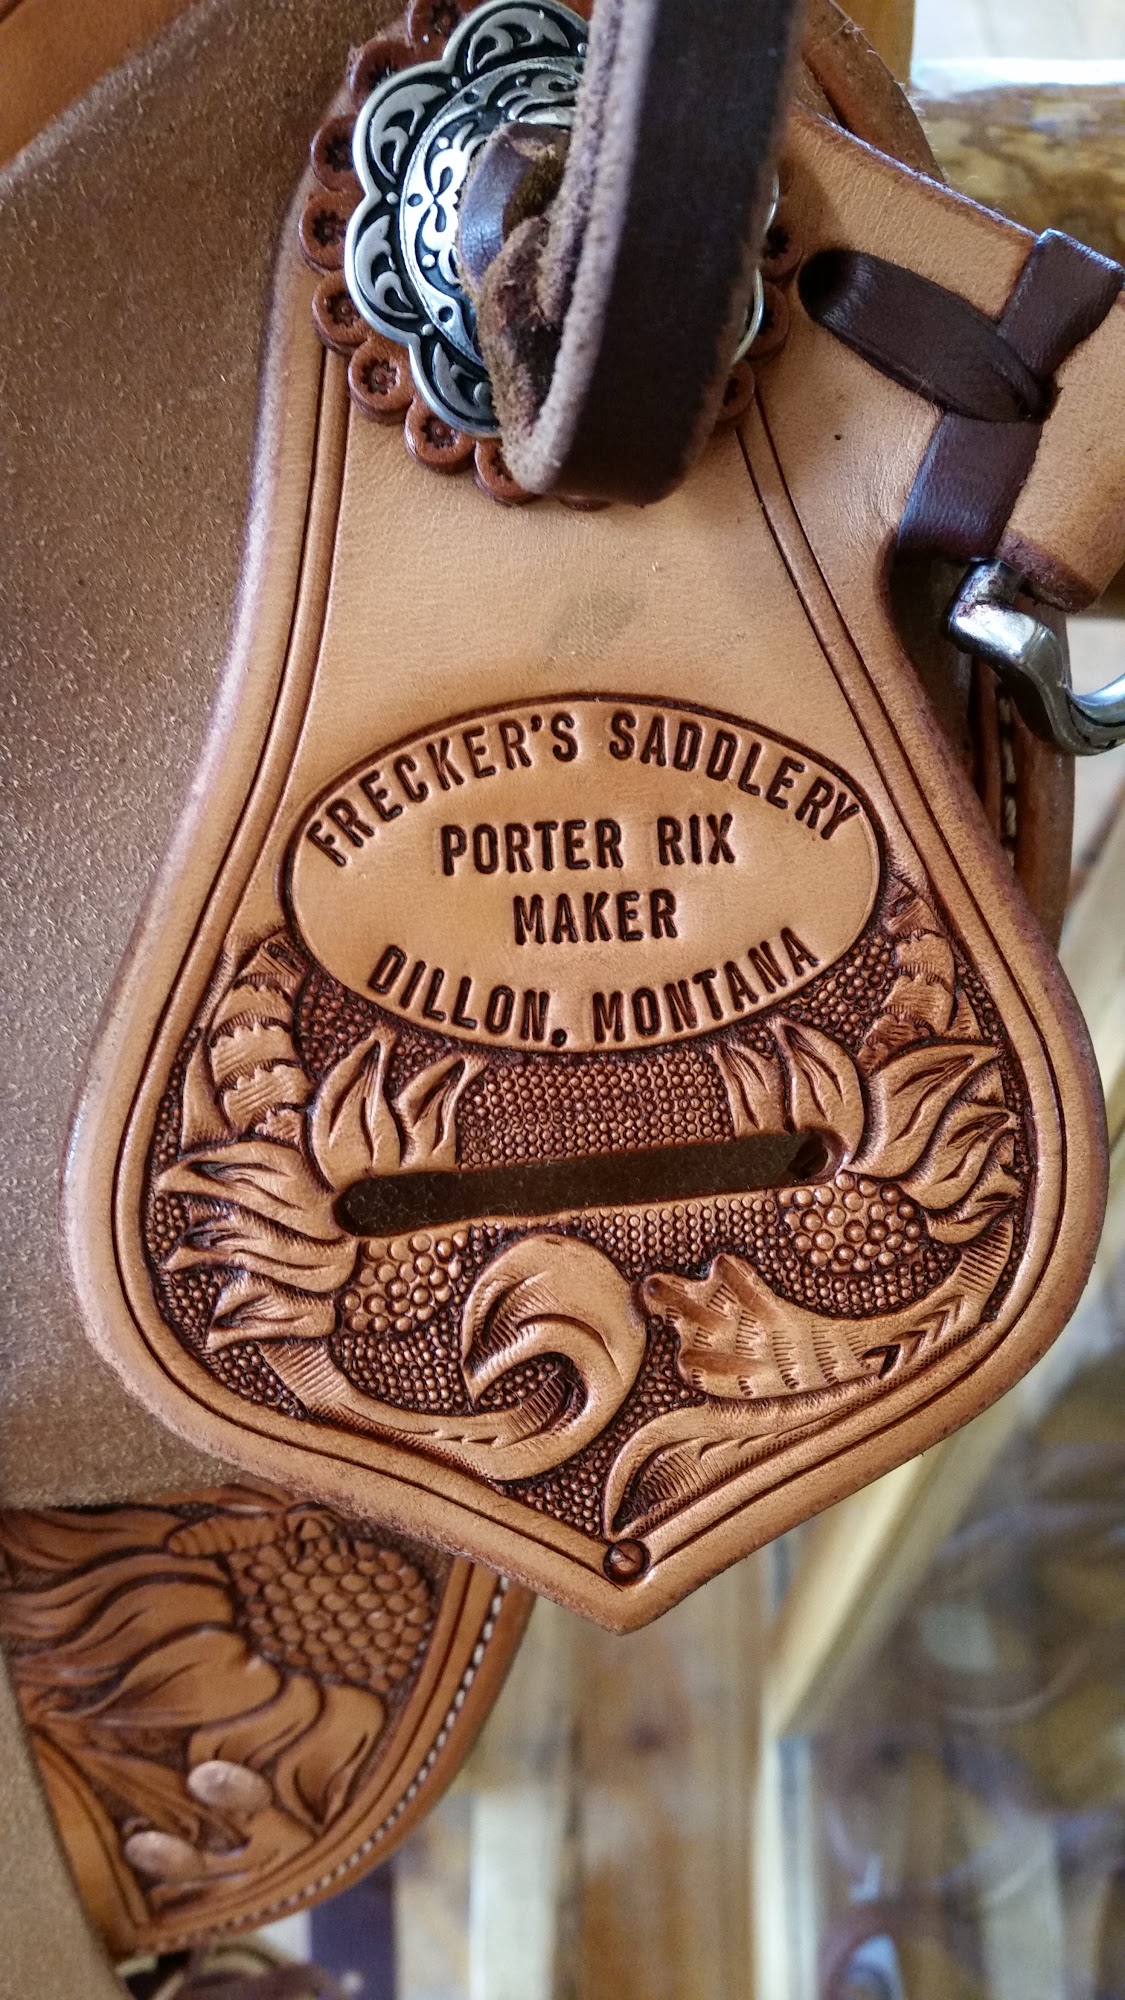 FRECKER'S SADDLERY
PORTER RIX
MAKER
DILLON, MONTANA